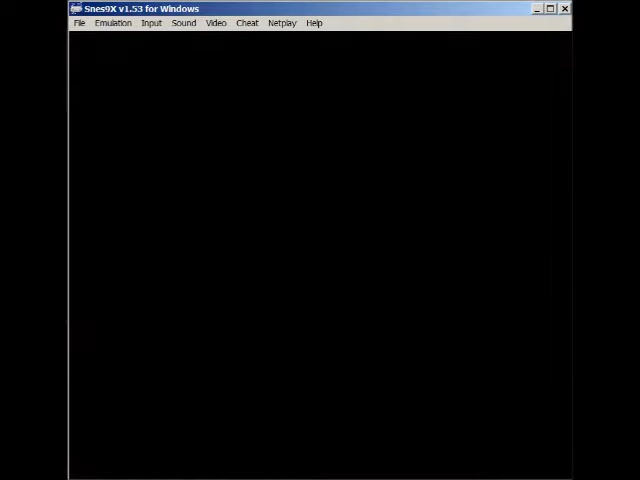 Snes9X v1.53 for Windows
File Emulation Input Sound Video Cheat Netplay Help